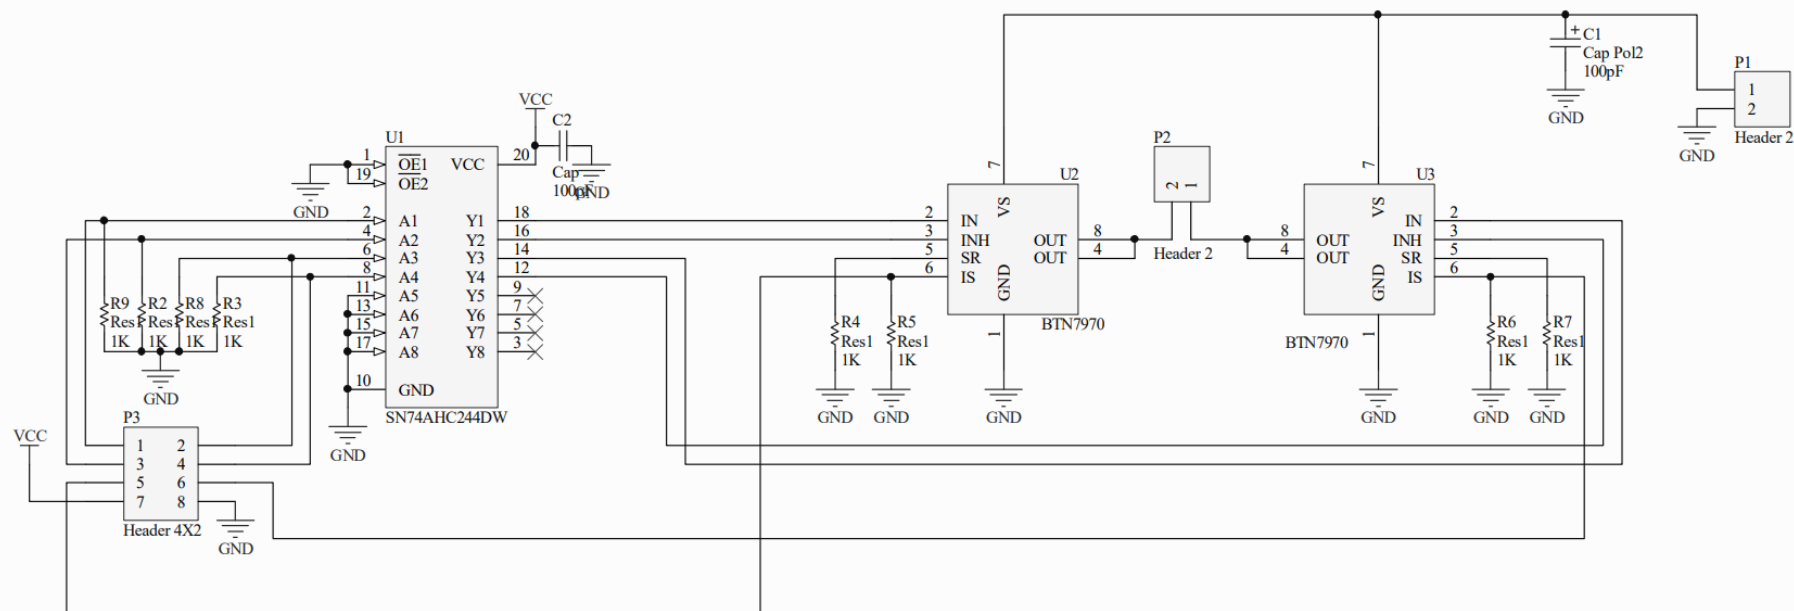 C1
Cap Pol2
100pF
GND
P1
1
2
Header 2
GND
VCC
C2
Cap
100pF
GND
U1
1
OE1
VCC
20
19
OE2
GND
2
A1
Y1
18
4
A2
Y2
16
6
A3
Y3
14
8
A4
Y4
12
11
A5
Y5
9
13
A6
Y6
7
15
A7
Y7
5
17
A8
Y8
3
10
GND
SN74AHC244DW
GND
R9
Res1
1K
R2
Res1
1K
R8
Res1
1K
R3
Res1
1K
GND
P3
VCC
1
2
3
4
5
6
7
8
Header 4X2
GND
7
U2
VS
2
IN
3
INH
OUT
8
5
SR
OUT
4
6
IS
GND
1
BTN7970
GND
R4
Res1
1K
GND
R5
Res1
1K
GND
P2
2
1
Header 2
7
U3
VS
IN
2
8
OUT
INH
3
4
OUT
SR
5
IS
6
GND
1
BTN7970
GND
R6
Res1
1K
GND
R7
Res1
1K
GND